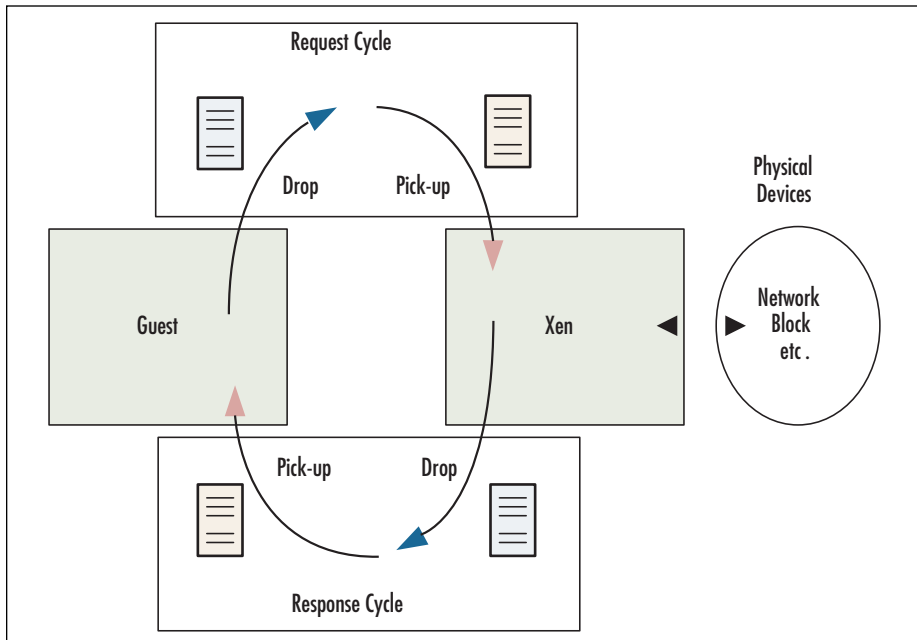 Request Cycle
Drop
Pick-up
Physical
Devices
Guest
Xen
Network
Block
etc .
Pick-up
Drop
Response Cycle